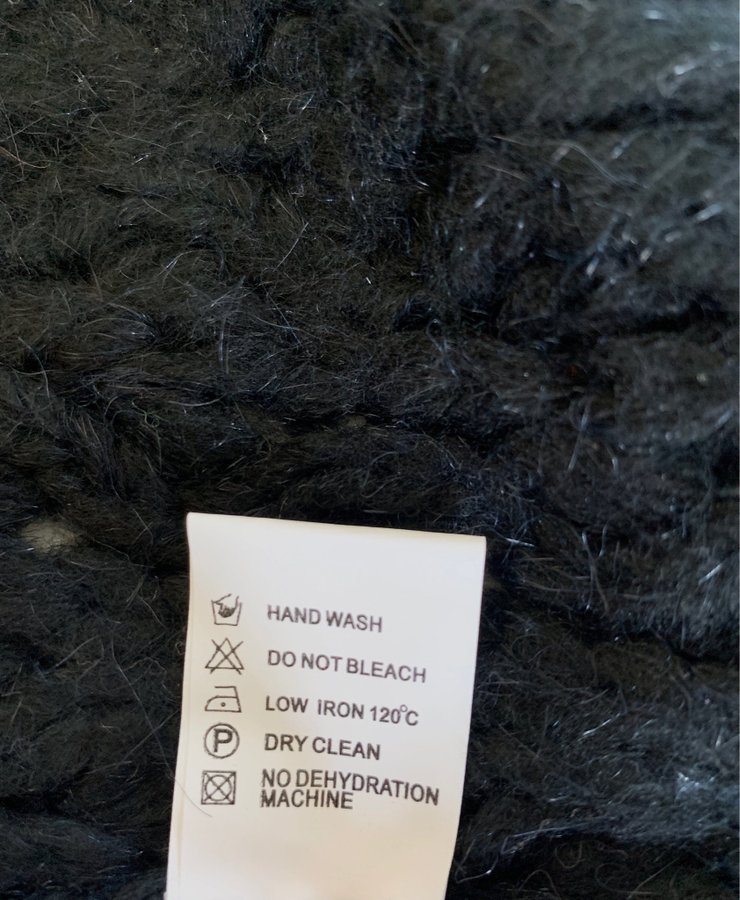 HAND WASH
DO NOT BLEACH
LOW IRON 120°C
P DRY CLEAN
NO DEHYDRATION
MACHINE